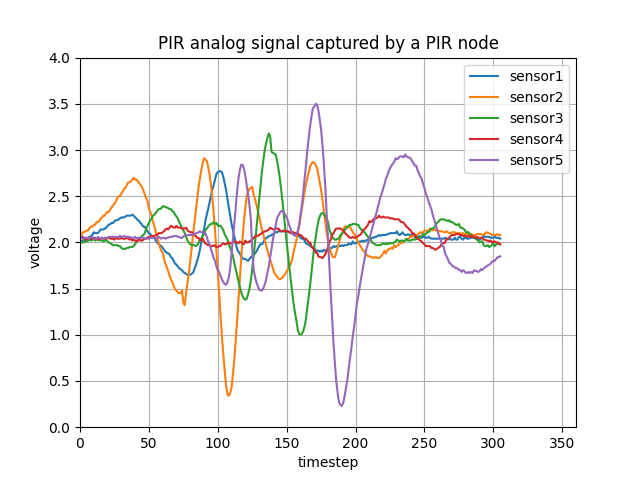 PIR analog signal captured by a PIR node
4.0
3.5
3.0
2.5
2.0
1.5
1.0
0.5
0.0
voltage
sensor1
sensor2
sensor3
sensor4
sensor5
0 50 100 150 200 250 300 350
timestep